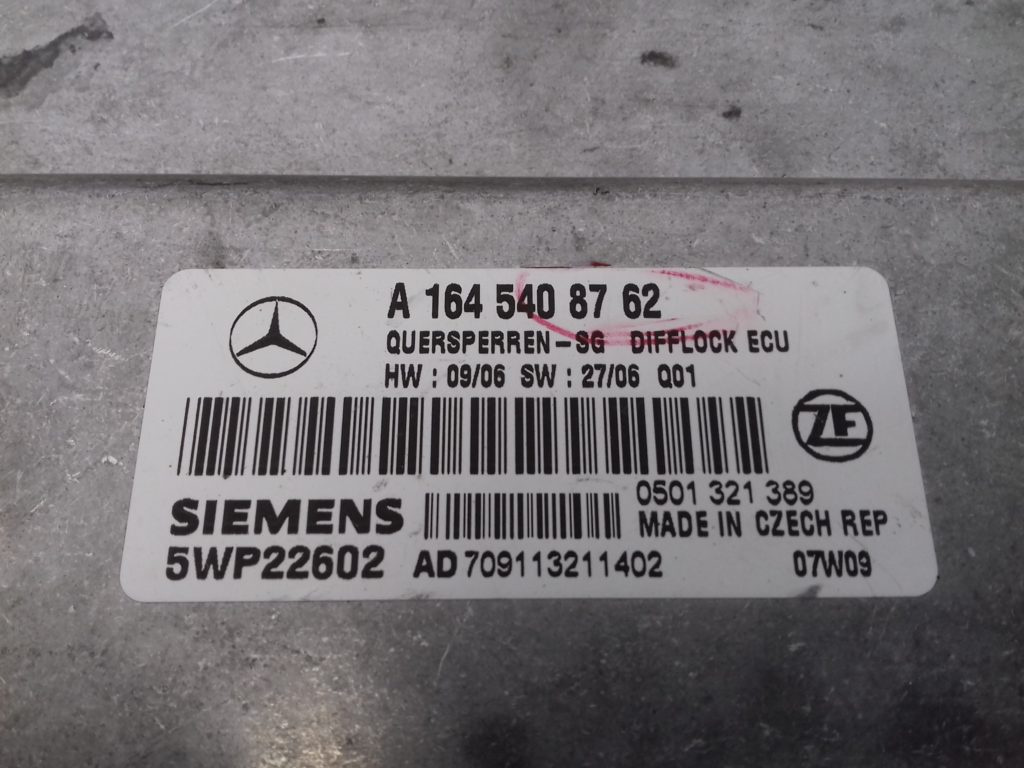 A 164 540 87 62
QUERSPERREN-SG DIFFLOCK ECU
HW : 09/06 SW : 27/06 Q01
ZF
0501 321 389
SIEMENS
MADE IN CZECH REP
5WP22602 AD 709113211402 07W09